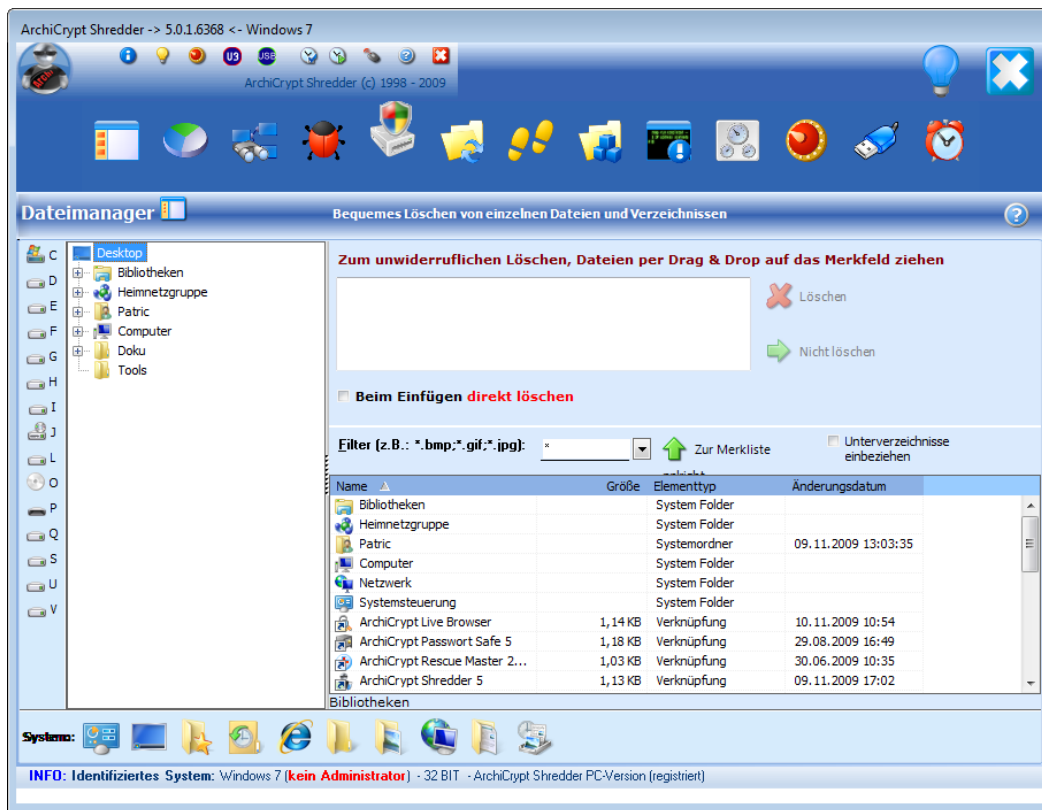 ArchiCrypt Shredder -> 5.0.1.6368 <- Windows 7
U3
USB
Archi
ArchiCrypt Shredder (c) 1998 - 2009
Dateimanager
Bequemes Löschen von einzelnen Dateien und Verzeichnissen
C
D
E
F
G
H
I
J
L
O
P
Q
S
U
V
Desktop
Bibliotheken
Heimnetzgruppe
Patric
Computer
Doku
Tools
Zum unwiderruflichen Löschen, Dateien per Drag & Drop auf das Merkfeld ziehen
Löschen
Nicht löschen
Beim Einfügen direkt löschen
Filter (z.B.: *.bmp;*.gif;*.jpg): *
Zur Merkliste
Unterverzeichnisse
einbeziehen
Name Größe Elementtyp Änderungsdatum
Bibliotheken System Folder
Heimnetzgruppe System Folder
Patric Systemordner 09.11.2009 13:03:35
Computer System Folder
Netzwerk System Folder
Systemsteuerung System Folder
ArchiCrypt Live Browser 1,14 KB Verknüpfung 10.11.2009 10:54
ArchiCrypt Passwort Safe 5 1,18 KB Verknüpfung 29.08.2009 16:49
ArchiCrypt Rescue Master 2... 1,03 KB Verknüpfung 30.06.2009 10:35
ArchiCrypt Shredder 5 1,13 KB Verknüpfung 09.11.2009 17:02
Bibliotheken
INFO: Identifiziertes System: Windows 7 (kein Administrator) - 32 BIT - ArchiCrypt Shredder PC-Version (registriert)